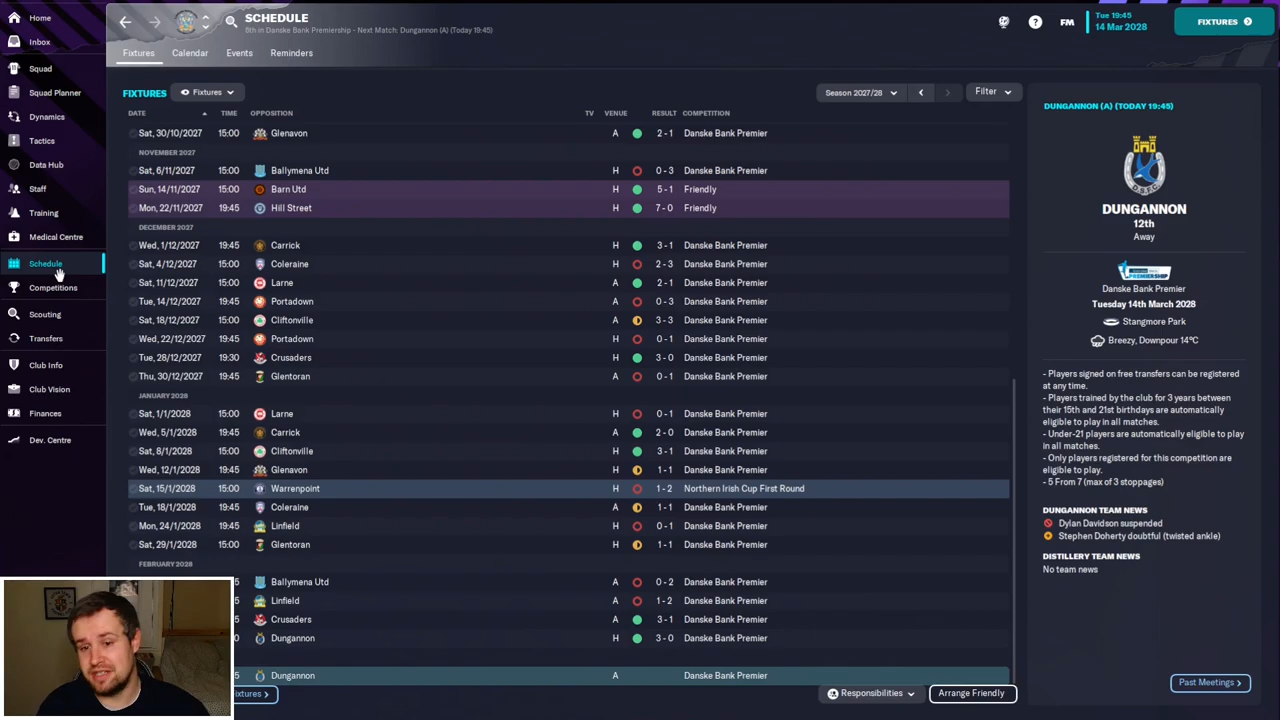 Home
SCHEDULE
8th in Danske Bank Premiership - Next Match: Dungannon (A) (Today 19:45)
FM
Tue 19:45
14 Mar 2028
FIXTURES
Inbox
Squad
Squad Planner
Dynamics
Tactics
Data Hub
Staff
Training
Medical Centre
Schedule
Competitions
Scouting
Transfers
Club Info
Club Vision
Finances
Dev. Centre
Fixtures Calendar Events Reminders
FIXTURES Fixtures Season 2027/28 Filter
DATE TIME OPPOSITION TV VENUE RESULT COMPETITION
Sat, 30/10/2027 15:00 Glenavon A 2 - 1 Danske Bank Premier
NOVEMBER 2027
Sat, 6/11/2027 15:00 Ballymena Utd H 0 - 3 Danske Bank Premier
Sun, 14/11/2027 15:00 Barn Utd H 5 - 1 Friendly
Mon, 22/11/2027 19:45 Hill Street H 7 - 0 Friendly
DECEMBER 2027
Wed, 1/12/2027 19:45 Carrick H 3 - 1 Danske Bank Premier
Sat, 4/12/2027 15:00 Coleraine H 2 - 3 Danske Bank Premier
Sat, 11/12/2027 15:00 Larne A 2 - 1 Danske Bank Premier
Tue, 14/12/2027 19:45 Portadown A 0 - 3 Danske Bank Premier
Sat, 18/12/2027 15:00 Cliftonville A 3 - 3 Danske Bank Premier
Wed, 22/12/2027 19:45 Portadown H 0 - 1 Danske Bank Premier
Tue, 28/12/2027 19:30 Crusaders H 3 - 0 Danske Bank Premier
Thu, 30/12/2027 19:45 Glentoran A 0 - 1 Danske Bank Premier
JANUARY 2028
Sat, 1/1/2028 15:00 Larne H 0 - 1 Danske Bank Premier
Wed, 5/1/2028 19:45 Carrick A 2 - 0 Danske Bank Premier
Sat, 8/1/2028 15:00 Cliftonville H 3 - 1 Danske Bank Premier
Wed, 12/1/2028 19:45 Glenavon H 1 - 1 Danske Bank Premier
Sat, 15/1/2028 15:00 Warrenpoint H 1 - 2 Northern Irish Cup First Round
Tue, 18/1/2028 19:45 Coleraine A 1 - 1 Danske Bank Premier
Mon, 24/1/2028 19:45 Linfield H 0 - 1 Danske Bank Premier
Sat, 29/1/2028 15:00 Glentoran H 1 - 1 Danske Bank Premier
FEBRUARY 2028
5 Ballymena Utd A 0 - 2 Danske Bank Premier
5 Linfield A 1 - 2 Danske Bank Premier
5 Crusaders A 3 - 1 Danske Bank Premier
0 Dungannon H 3 - 0 Danske Bank Premier
5 Dungannon A Danske Bank Premier
ixtures Responsibilities Arrange Friendly
DUNGANNON (A) (TODAY 19:45)
DUNGANNON
12th
Away
PREMIERSHIP
Danske Bank Premier
Tuesday 14th March 2028
Stangmore Park
Breezy, Downpour 14°C
- Players signed on free transfers can be registered
at any time.
- Players trained by the club for 3 years between
their 15th and 21st birthdays are automatically
eligible to play in all matches.
- Under-21 players are automatically eligible to play
in all matches.
- Only players registered for this competition are
eligible to play.
- 5 From 7 (max of 3 stoppages)
DUNGANNON TEAM NEWS
Dylan Davidson suspended
Stephen Doherty doubtful (twisted ankle)
DISTILLERY TEAM NEWS
No team news
Past Meetings